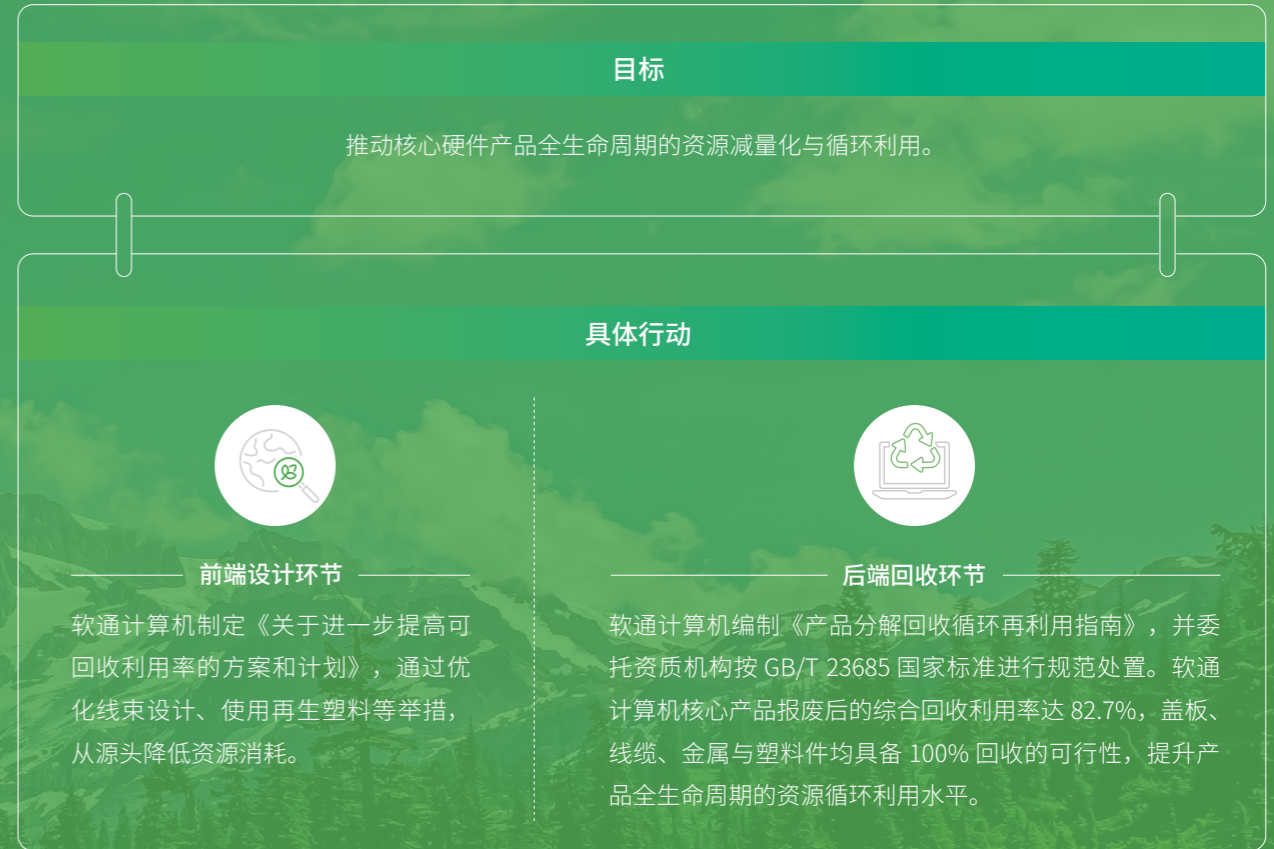 目标
推动核心硬件产品全生命周期的资源减量化与循环利用。
具体行动
前端设计环节
软通计算机制定《关于进一步提高可
回收利用率的方案和计划》，通过优
化线束设计、使用再生塑料等举措，
从源头降低资源消耗。
后端回收环节
软通计算机编制《产品分解回收循环再利用指南》，并委
托资质机构按 GB/T 23685 国家标准进行规范处置。软通
计算机核心产品报废后的综合回收利用率达 82.7%，盖板、
线缆、金属与塑料件均具备 100% 回收的可行性，提升产
品全生命周期的资源循环利用水平。